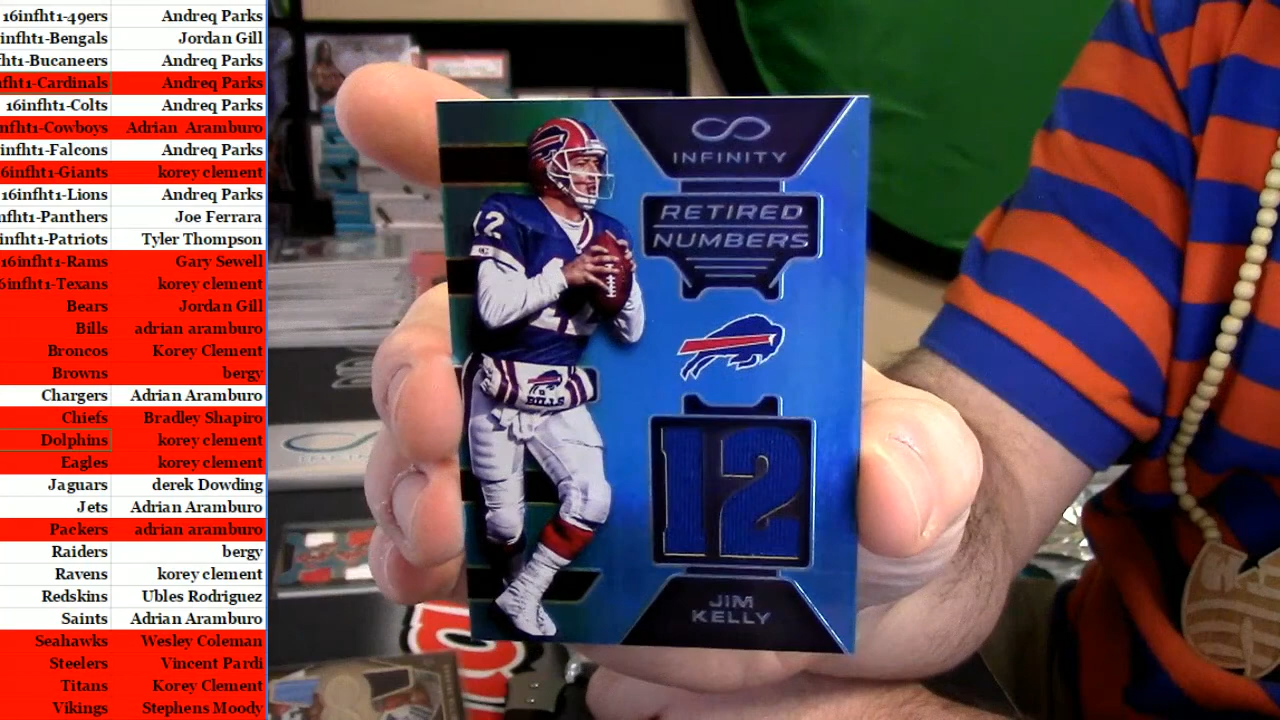 16infht1-49ers Andreq Parks
infht1-Bengals Jordan Gill
ht1-Bucaneers Andreq Parks
fht1-Cardinals Andreq Parks
16infht1-Colts Andreq Parks
nfht1-Cowboys Adrian Aramburo
infht1-Falcons Andreq Parks
6infht1-Giants korey clement
16infht1-Lions Andreq Parks
nfht1-Panthers Joe Ferrara
infht1-Patriots Tyler Thompson
16infht1-Rams Gary Sewell
6infht1-Texans korey clement
Bears Jordan Gill
Bills adrian aramburo
Broncos Korey Clement
Browns bergy
Chargers Adrian Aramburo
Chiefs Bradley Shapiro
Dolphins korey clement
Eagles korey clement
Jaguars derek Dowding
Jets Adrian Aramburo
Packers adrian aramburo
Raiders bergy
Ravens korey clement
Redskins Ubles Rodriguez
Saints Adrian Aramburo
Seahawks Wesley Coleman
Steelers Vincent Pardi
Titans Korey Clement
Vikings Stephens Moody
INFINITY
RETIRED
NUMBERS
12
BILLS
12
JIM
KELLY